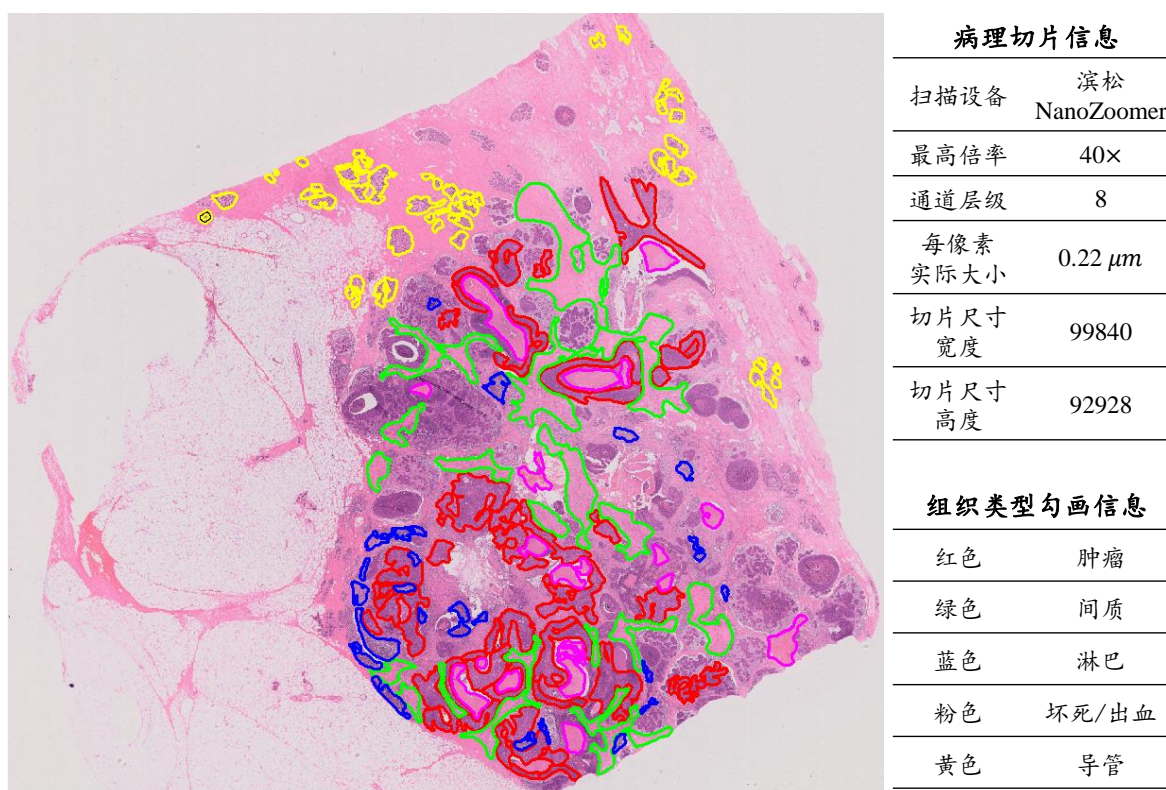 病理切片信息
扫描设备 滨松
NanoZoomer
最高倍率 40×
通道层级 8
每像素
实际大小 0.22 μm
切片尺寸
宽度 99840
切片尺寸
高度 92928
组织类型勾画信息
红色 肿瘤
绿色 间质
蓝色 淋巴
粉色 坏死/出血
黄色 导管